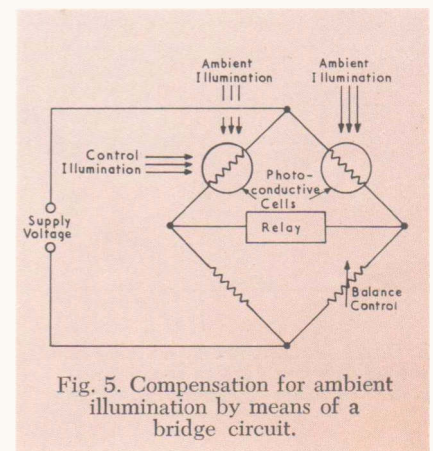 Ambient
Illumination
Ambient
Illumination
Control
Illumination
Photo-
conductive
Cells
Supply
Voltage
Relay
Balance
Control
Fig. 5. Compensation for ambient
illumination by means of a
bridge circuit.